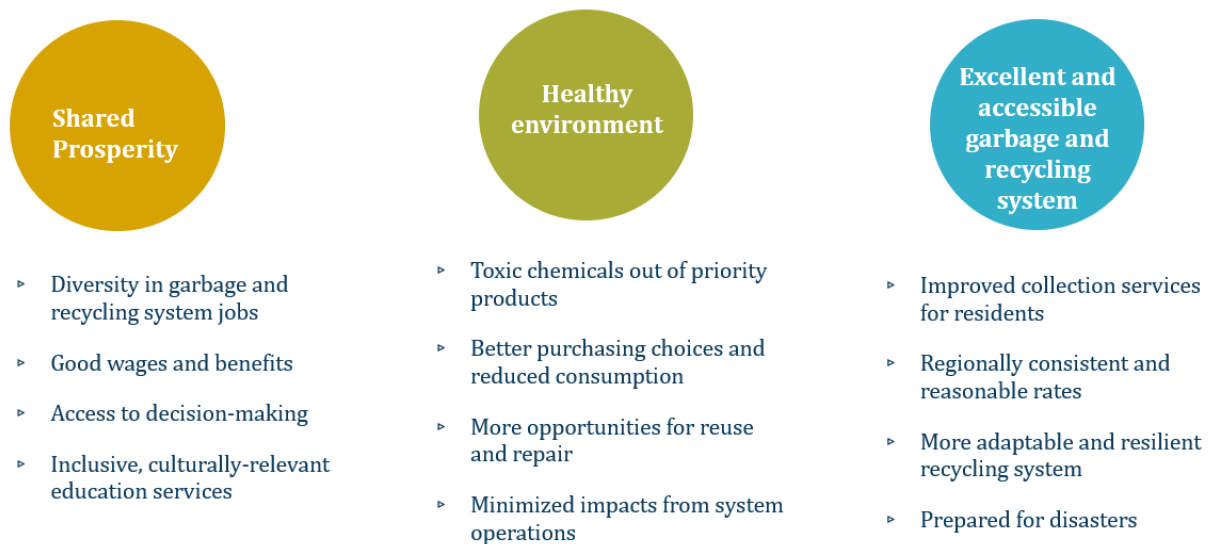 Shared
Prosperity
▹ Diversity in garbage and
recycling system jobs
▹ Good wages and benefits
▹ Access to decision-making
▹ Inclusive, culturally-relevant
education services
Healthy
environment
▹ Toxic chemicals out of priority
products
▹ Better purchasing choices and
reduced consumption
▹ More opportunities for reuse
and repair
▹ Minimized impacts from system
operations
Excellent and
accessible
garbage and
recycling
system
▹ Improved collection services
for residents
▹ Regionally consistent and
reasonable rates
▹ More adaptable and resilient
recycling system
▹ Prepared for disasters